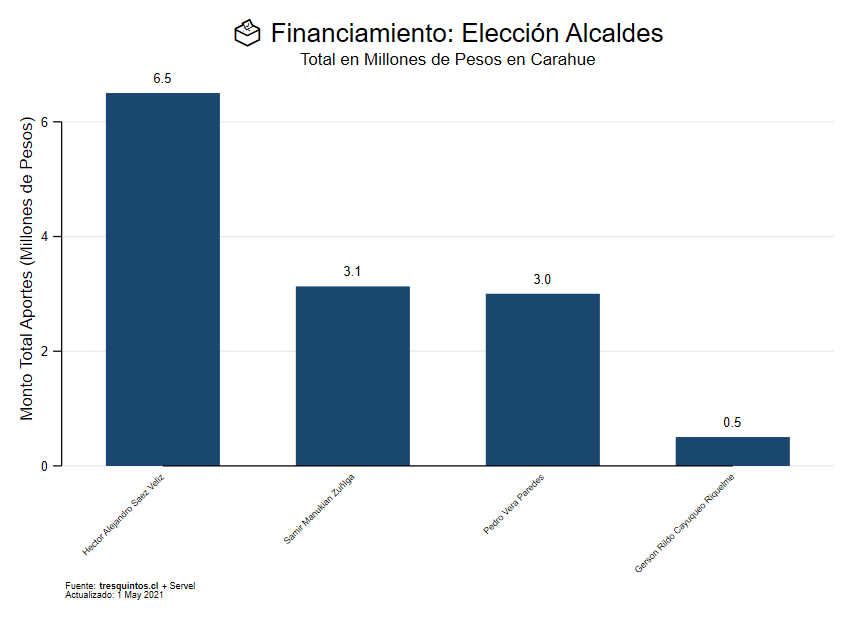 Financiamiento: Elección Alcaldes
Total en Millones de Pesos en Carahue
Monto Total Aportes (Millones de Pesos)
6
4
2
0
6.5
3.1
3.0
0.5
Hector Alejandro Saez Veliz
Samir Manukian Zuñiga
Pedro Vera Paredes
Gerson Rildo Cayuqueo Riquelme
Fuente: tresquintos.cl + Servel
Actualizado: 1 May 2021